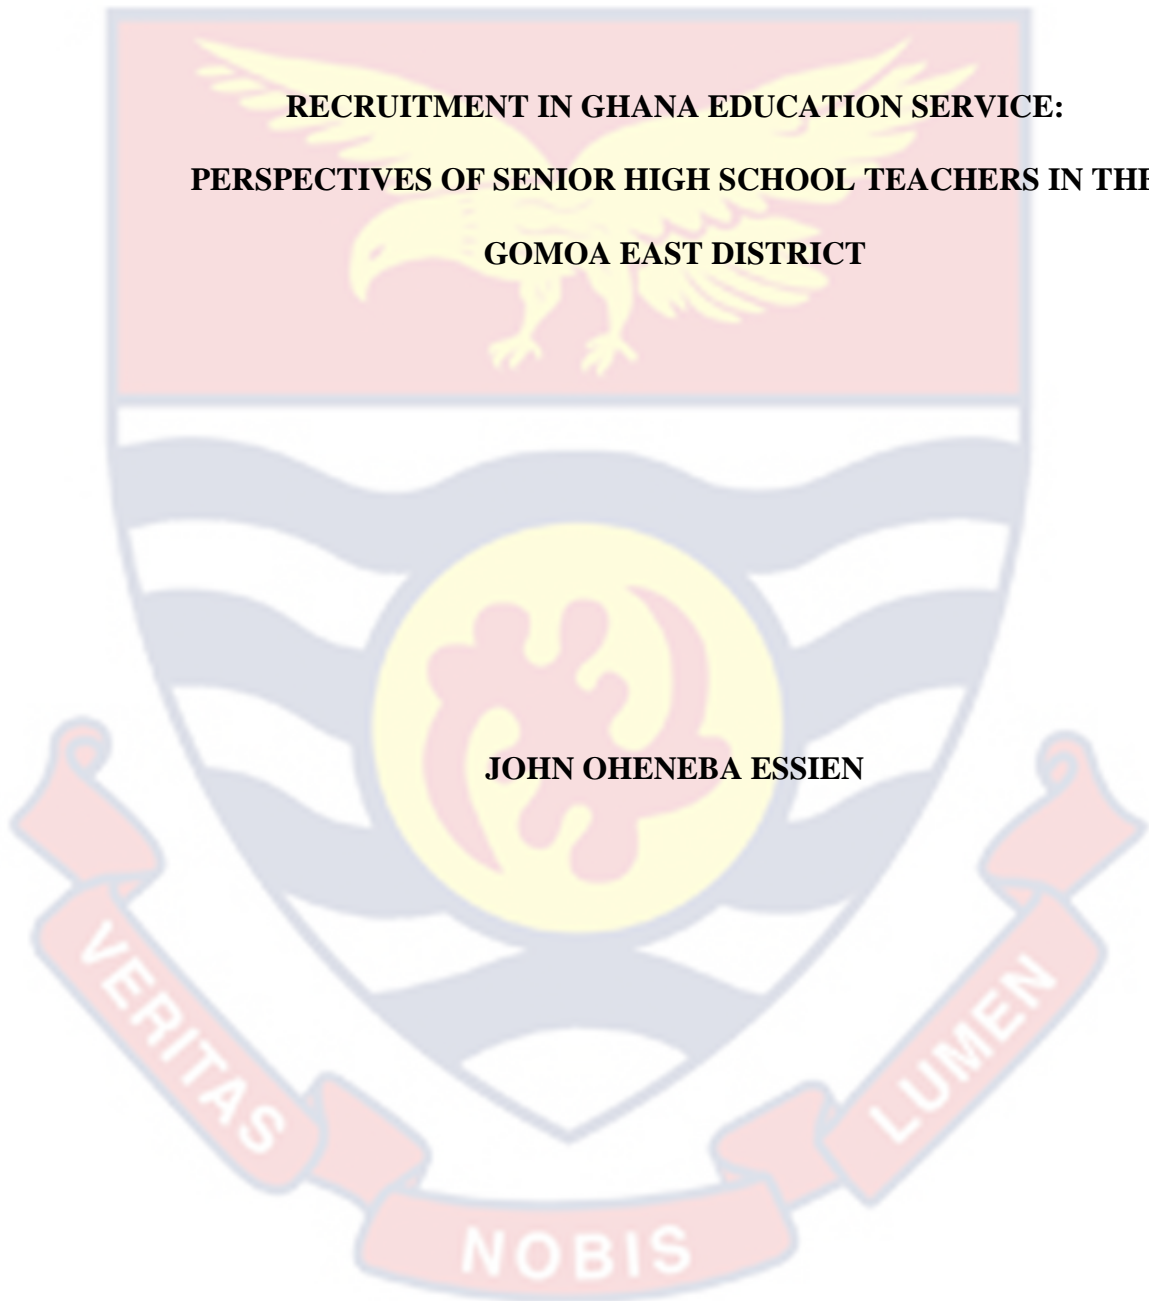 RECRUITMENT IN GHANA EDUCATION SERVICE:
PERSPECTIVES OF SENIOR HIGH SCHOOL TEACHERS IN THE
GOMOA EAST DISTRICT
JOHN OHENEBA ESSIEN
VERITAS
NOBIS
LUMEN